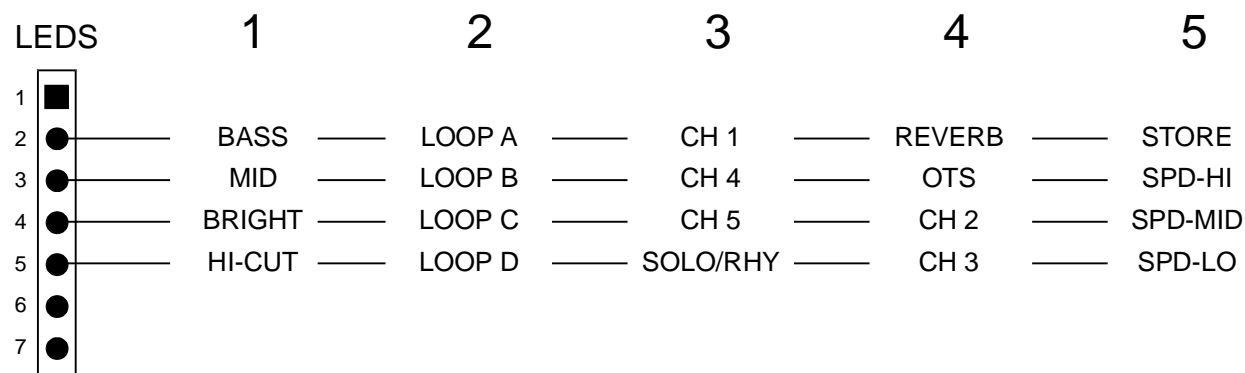 LEDS 1 2 3 4 5
1
2 BASS LOOP A CH 1 REVERB STORE
3 MID LOOP B CH 4 OTS SPD-HI
4 BRIGHT LOOP C CH 5 CH 2 SPD-MID
5 HI-CUT LOOP D SOLO/RHY CH 3 SPD-LO
6
7